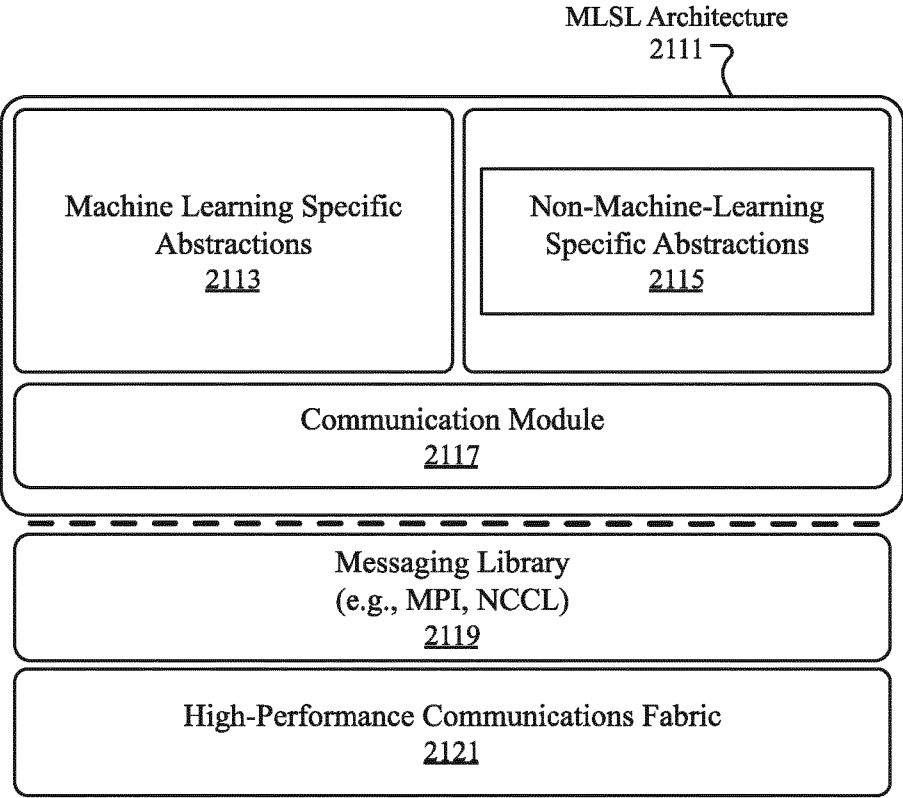 MLSL Architecture
2111
Machine Learning Specific
Abstractions
2113
Non-Machine-Learning
Specific Abstractions
2115
Communication Module
2117
Messaging Library
(e.g., MPI, NCCL)
2119
High-Performance Communications Fabric
2121